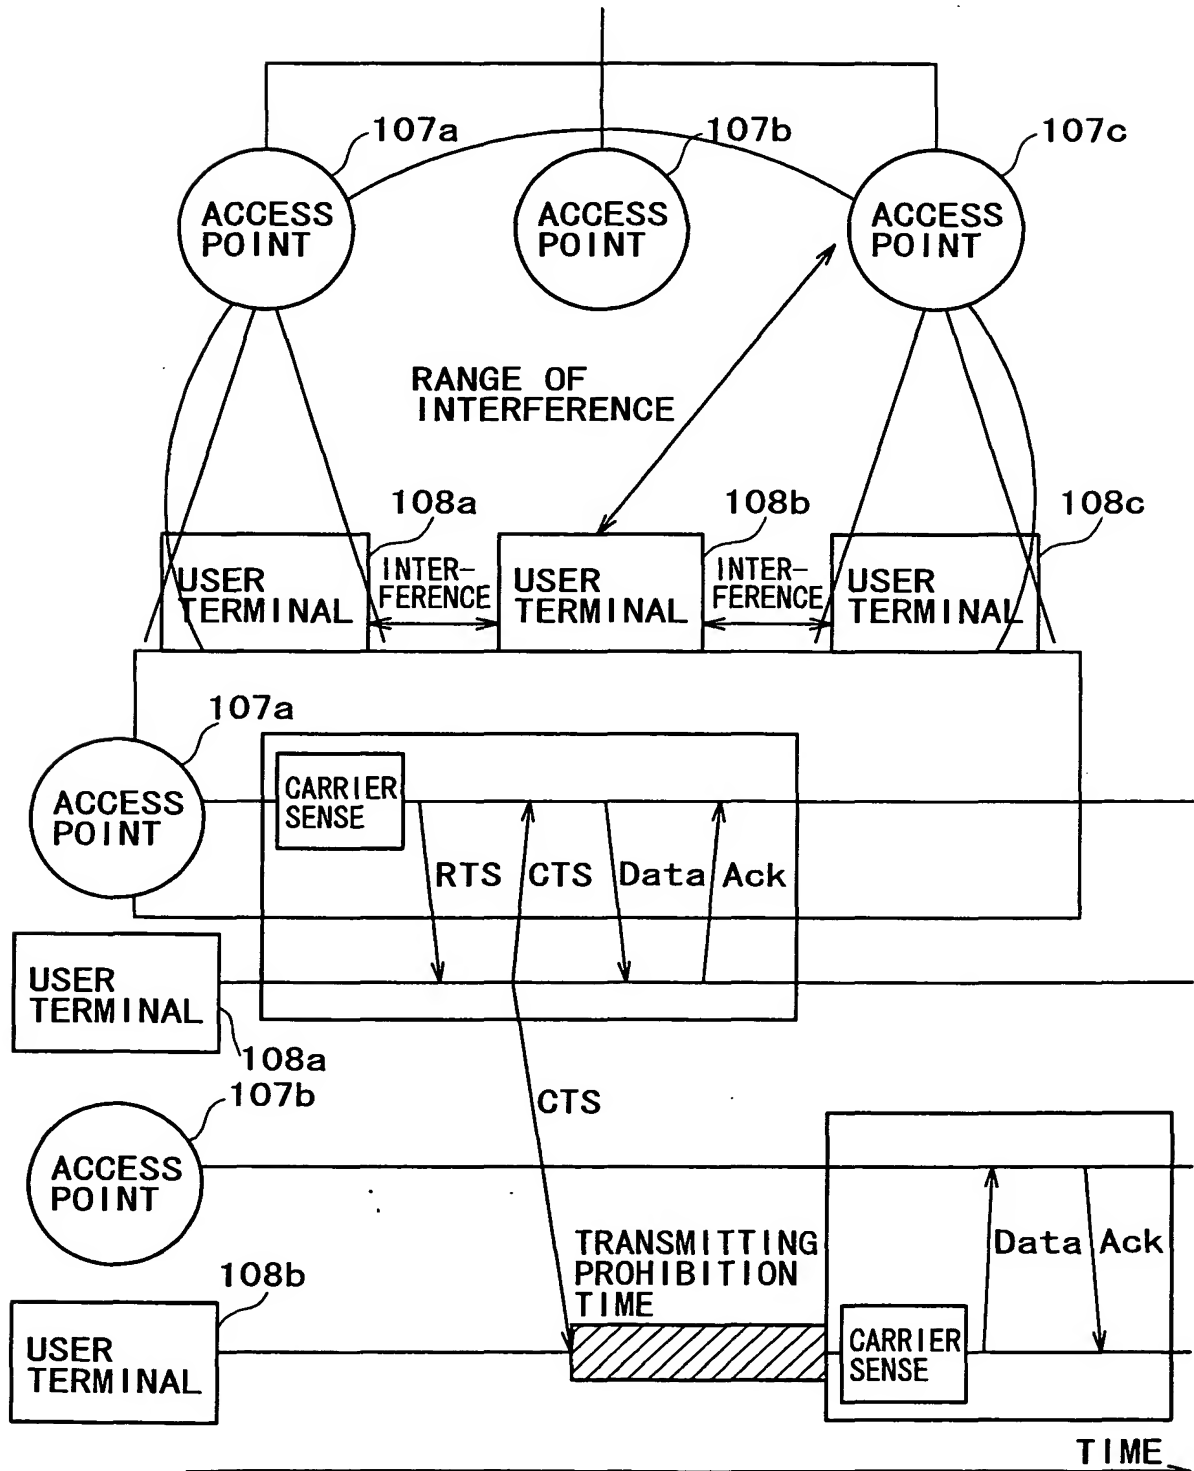 107a
107b
107c
ACCESS
POINT
ACCESS
POINT
ACCESS
POINT
RANGE OF
INTERFERENCE
108a
108b
108c
USER
TERMINAL
INTER-
FERENCE
USER
TERMINAL
INTER-
FERENCE
USER
TERMINAL
107a
ACCESS
POINT
CARRIER
SENSE
RTS
CTS
Data
Ack
USER
TERMINAL
108a
107b
CTS
ACCESS
POINT
Data
Ack
TRANSMITTING
PROHIBITION
TIME
108b
USER
TERMINAL
CARRIER
SENSE
TIME